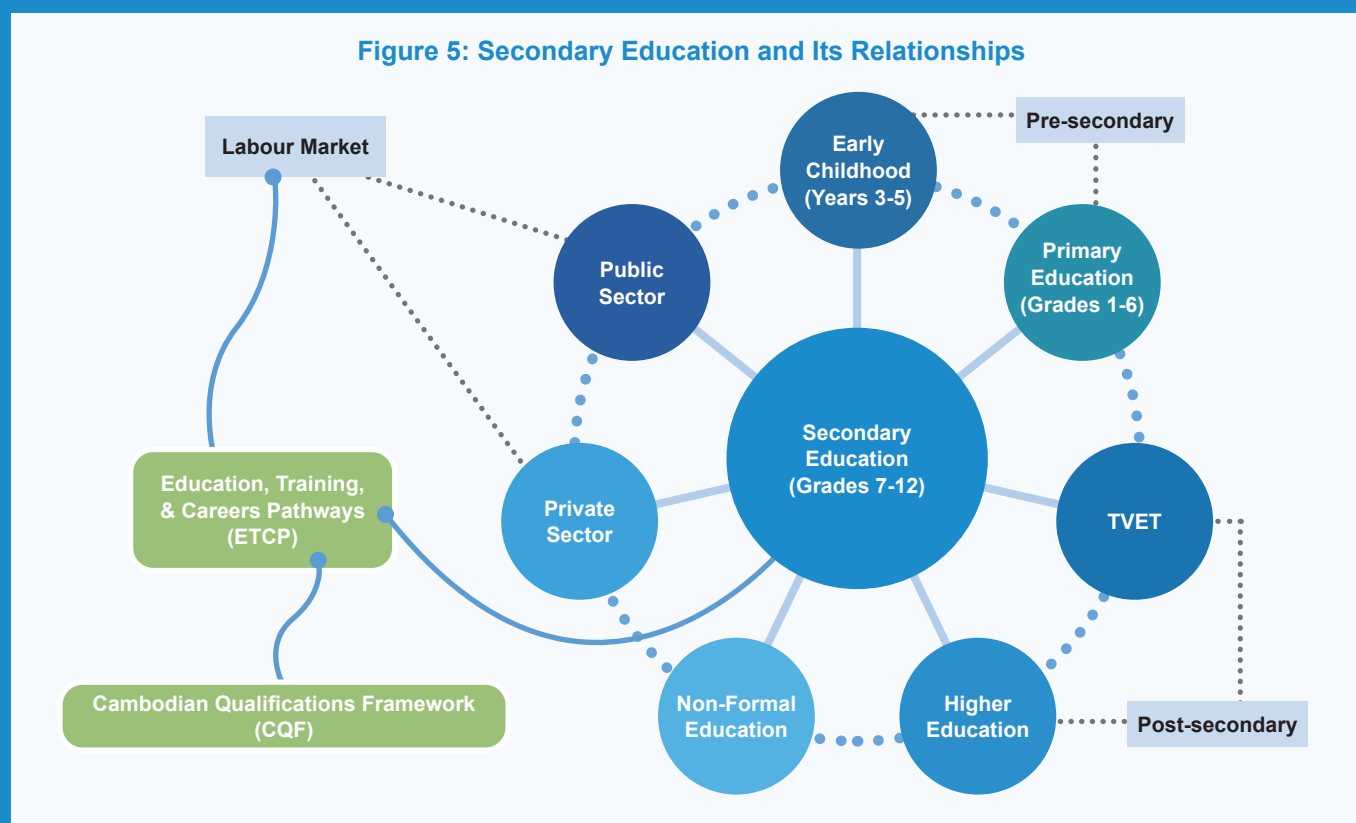 Figure 5: Secondary Education and Its Relationships
Labour Market
Early
Childhood
(Years 3-5)
Pre-secondary
Public
Sector
Primary
Education
(Grades 1-6)
Secondary
Education
(Grades 7-12)
Education, Training,
& Careers Pathways
(ETCP)
Private
Sector
TVET
Cambodian Qualifications Framework
(CQF)
Non-Formal
Education
Higher
Education
Post-secondary